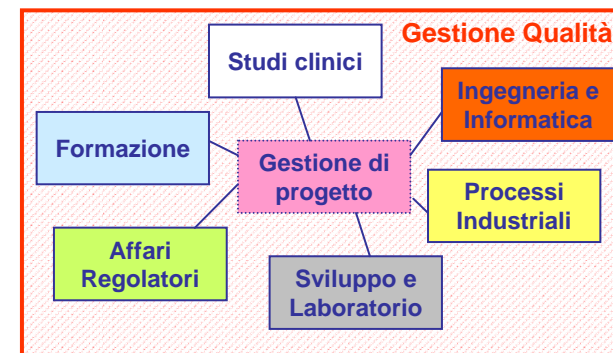 Gestione Qualità
Studi clinici
Ingegneria e
Informatica
Formazione
Gestione di
progetto
Processi
Industriali
Affari
Regolatori
Sviluppo e
Laboratorio